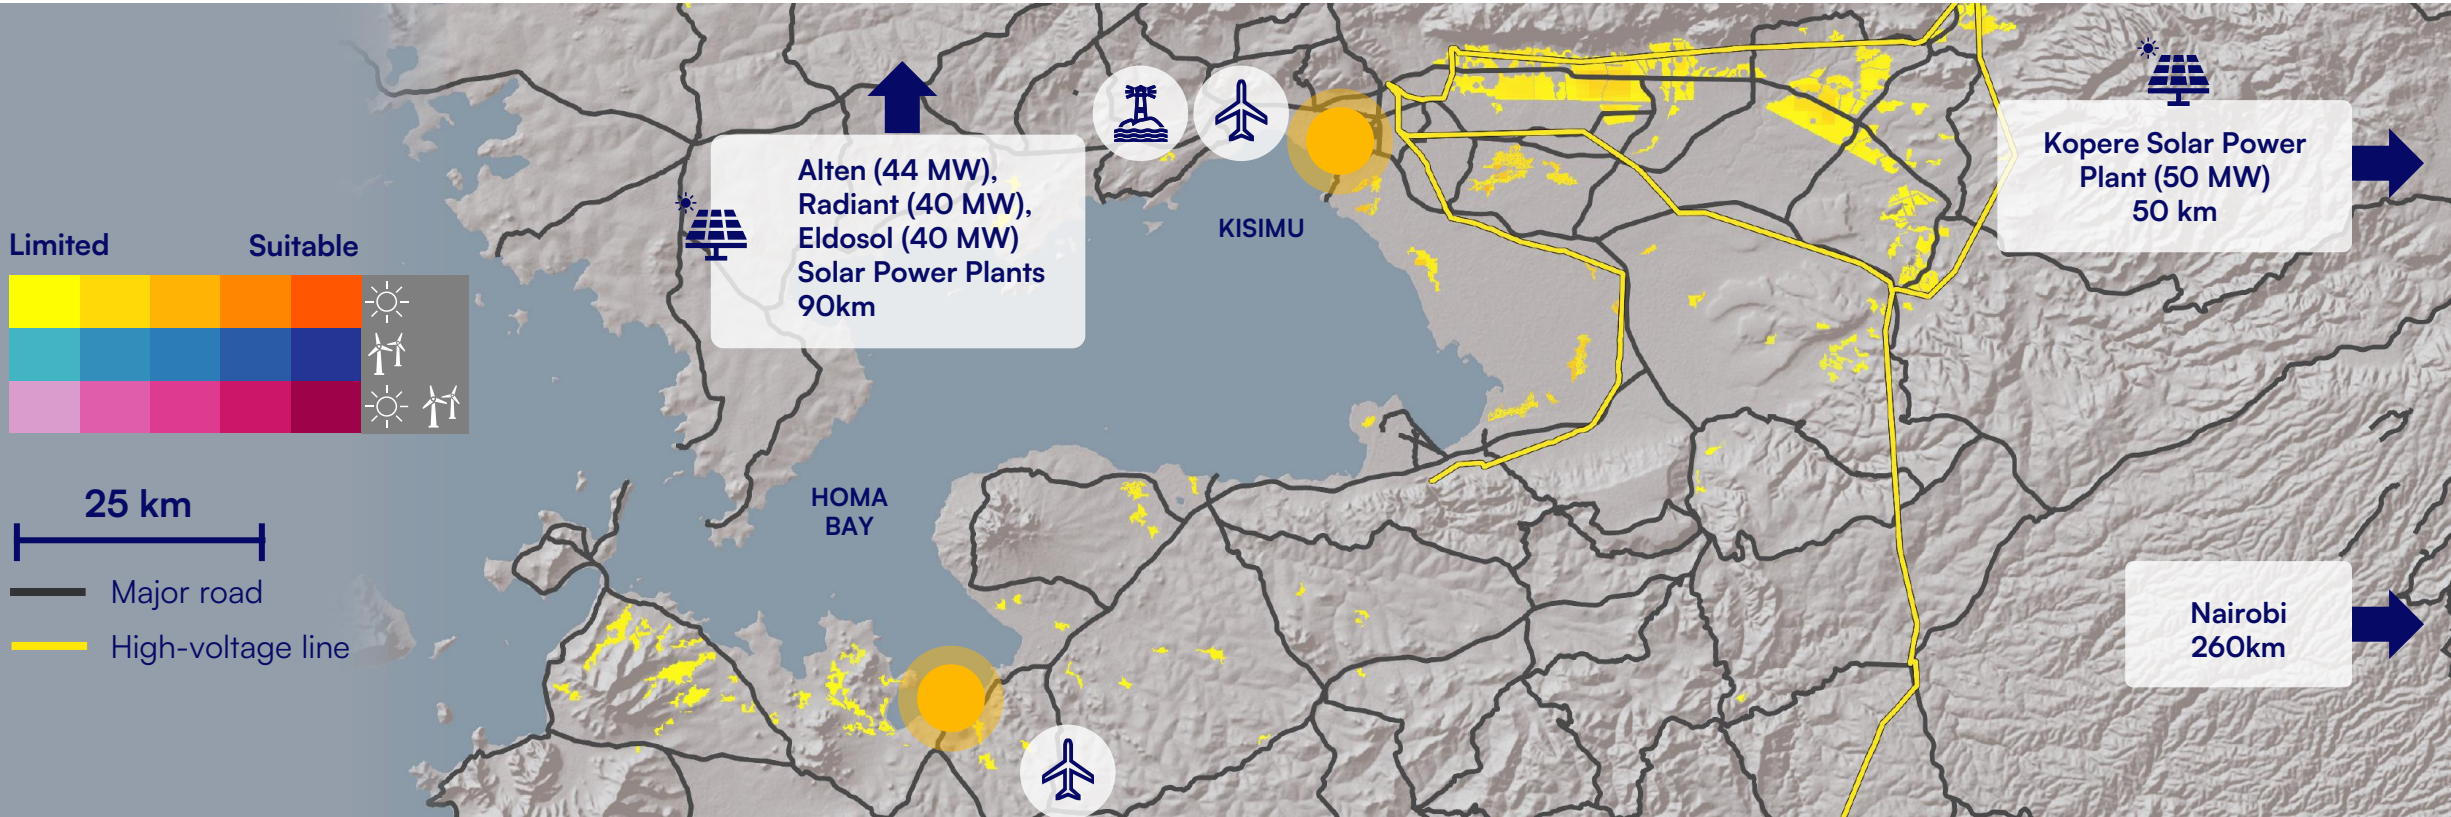 Alten (44 MW),
Radiant (40 MW),
Eldosol (40 MW)
Solar Power Plants
90km
Kopere Solar Power
Plant (50 MW)
50 km
KISIMU
Limited
Suitable
25 km
Major road
High-voltage line
HOMA
BAY
Nairobi
260km